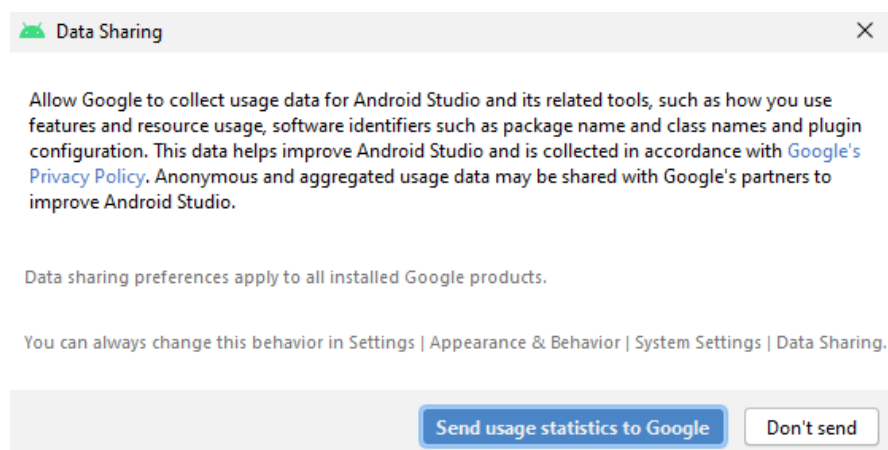 Data Sharing
Allow Google to collect usage data for Android Studio and its related tools, such as how you use
features and resource usage, software identifiers such as package name and class names and plugin
configuration. This data helps improve Android Studio and is collected in accordance with Google's
Privacy Policy. Anonymous and aggregated usage data may be shared with Google's partners to
improve Android Studio.
Data sharing preferences apply to all installed Google products.
You can always change this behavior in Settings | Appearance & Behavior | System Settings | Data Sharing.
Send usage statistics to Google
Don't send